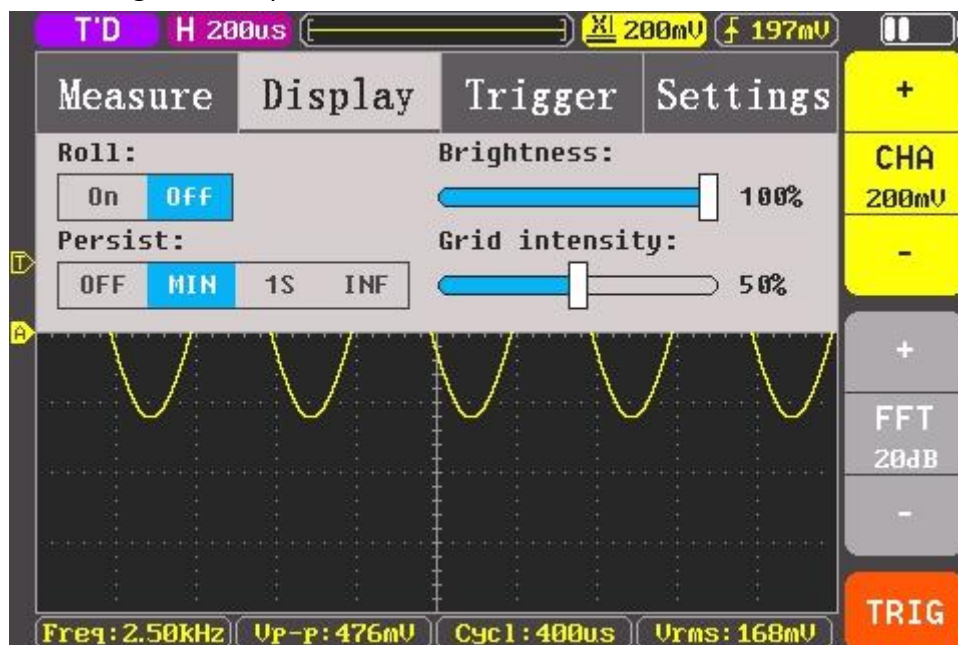 T'D H 200us X1 200mV 197mV
Measure Display Trigger Settings
+
CHA
200mV
-
Roll:
On OFF
Brightness:
100%
Persist:
OFF MIN 1S INF
Grid intensity:
50%
T
A
+
FFT
20dB
-
TRIG
Freq:2.50kHz Vp-p:476mV Cycl:400us Vrms:168mV